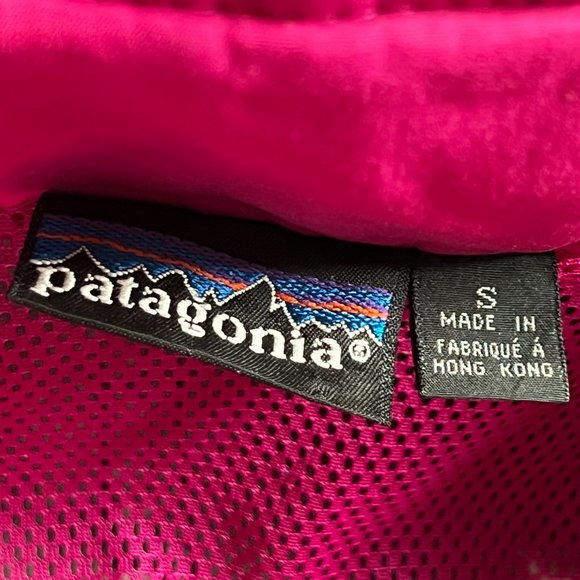 patagonia®
S
MADE IN
FABRIQUÉ Á
HONG KONG